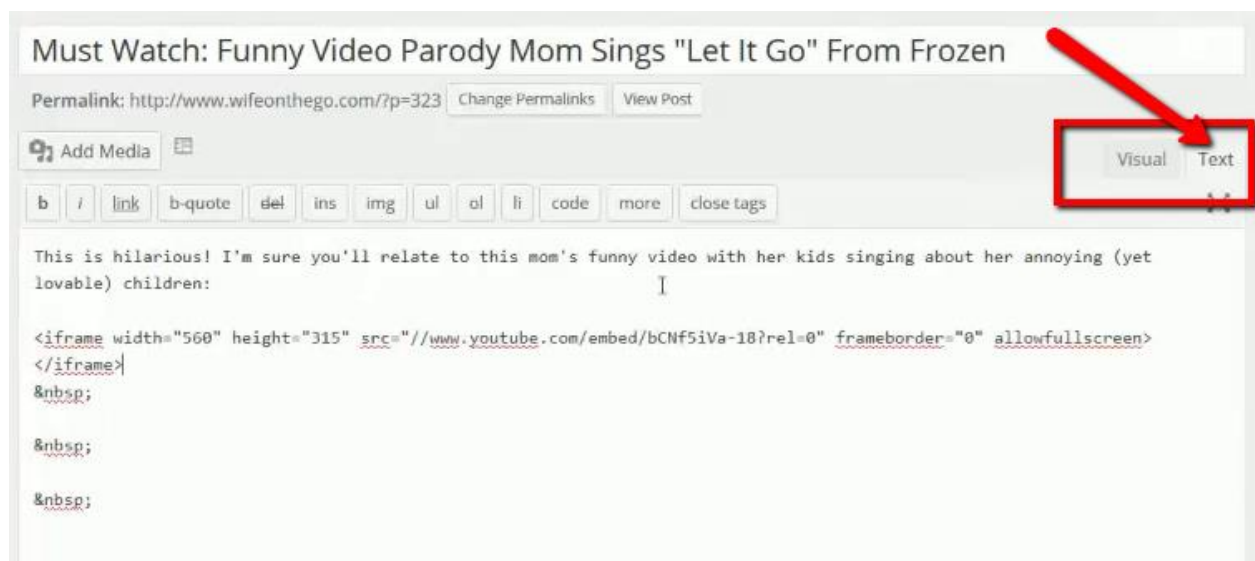 Must Watch: Funny Video Parody Mom Sings "Let It Go" From Frozen
Permalink: http://www.wifeonthego.com/?p=323 Change Permalinks View Post
Add Media
Visual Text
b i link b-quote del ins img ul ol li code more close tags
This is hilarious! I'm sure you'll relate to this mom's funny video with her kids singing about her annoying (yet
lovable) children:
<iframe width="560" height="315" src="//www.youtube.com/embed/bCNf5iVa-18?rel=0" frameborder="0" allowfullscreen>
</iframe>
&nbsp;
&nbsp;
&nbsp;